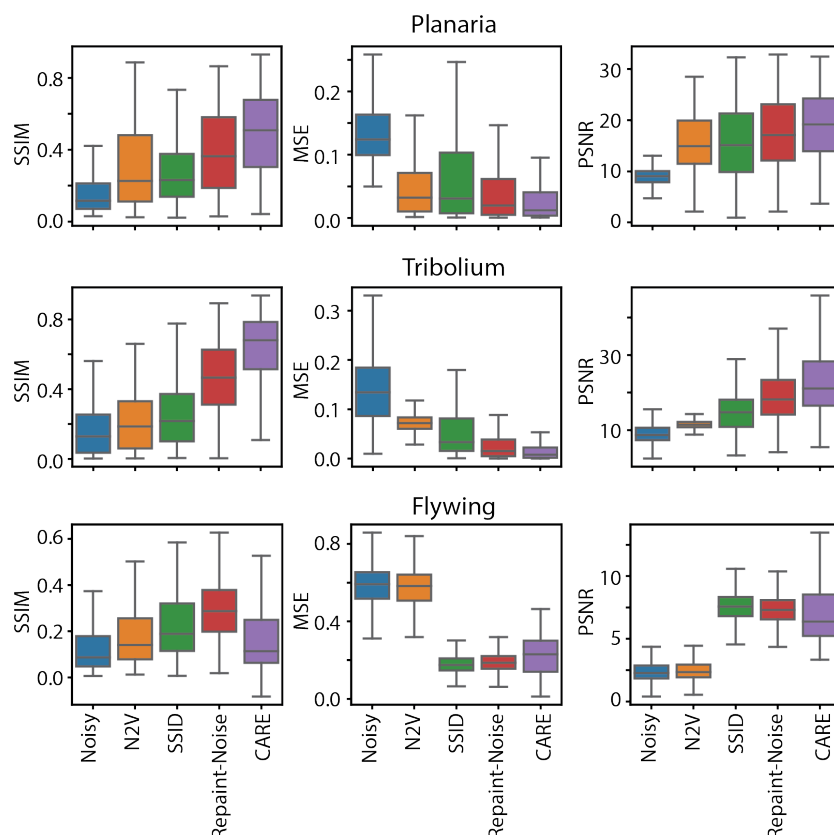 Planaria
SSIM
0.8
0.4
0.0
MSE
0.2
0.1
0.0
PSNR
30
20
10
0
Tribolium
SSIM
0.8
0.4
0.0
MSE
0.3
0.2
0.1
0.0
PSNR
30
10
Flywing
SSIM
0.6
0.4
0.2
0.0
MSE
0.8
0.4
0.0
PSNR
10
5
0
Noisy
N2V
SSID
Repaint-Noise
CARE
Noisy
N2V
SSID
Repaint-Noise
CARE
Noisy
N2V
SSID
Repaint-Noise
CARE